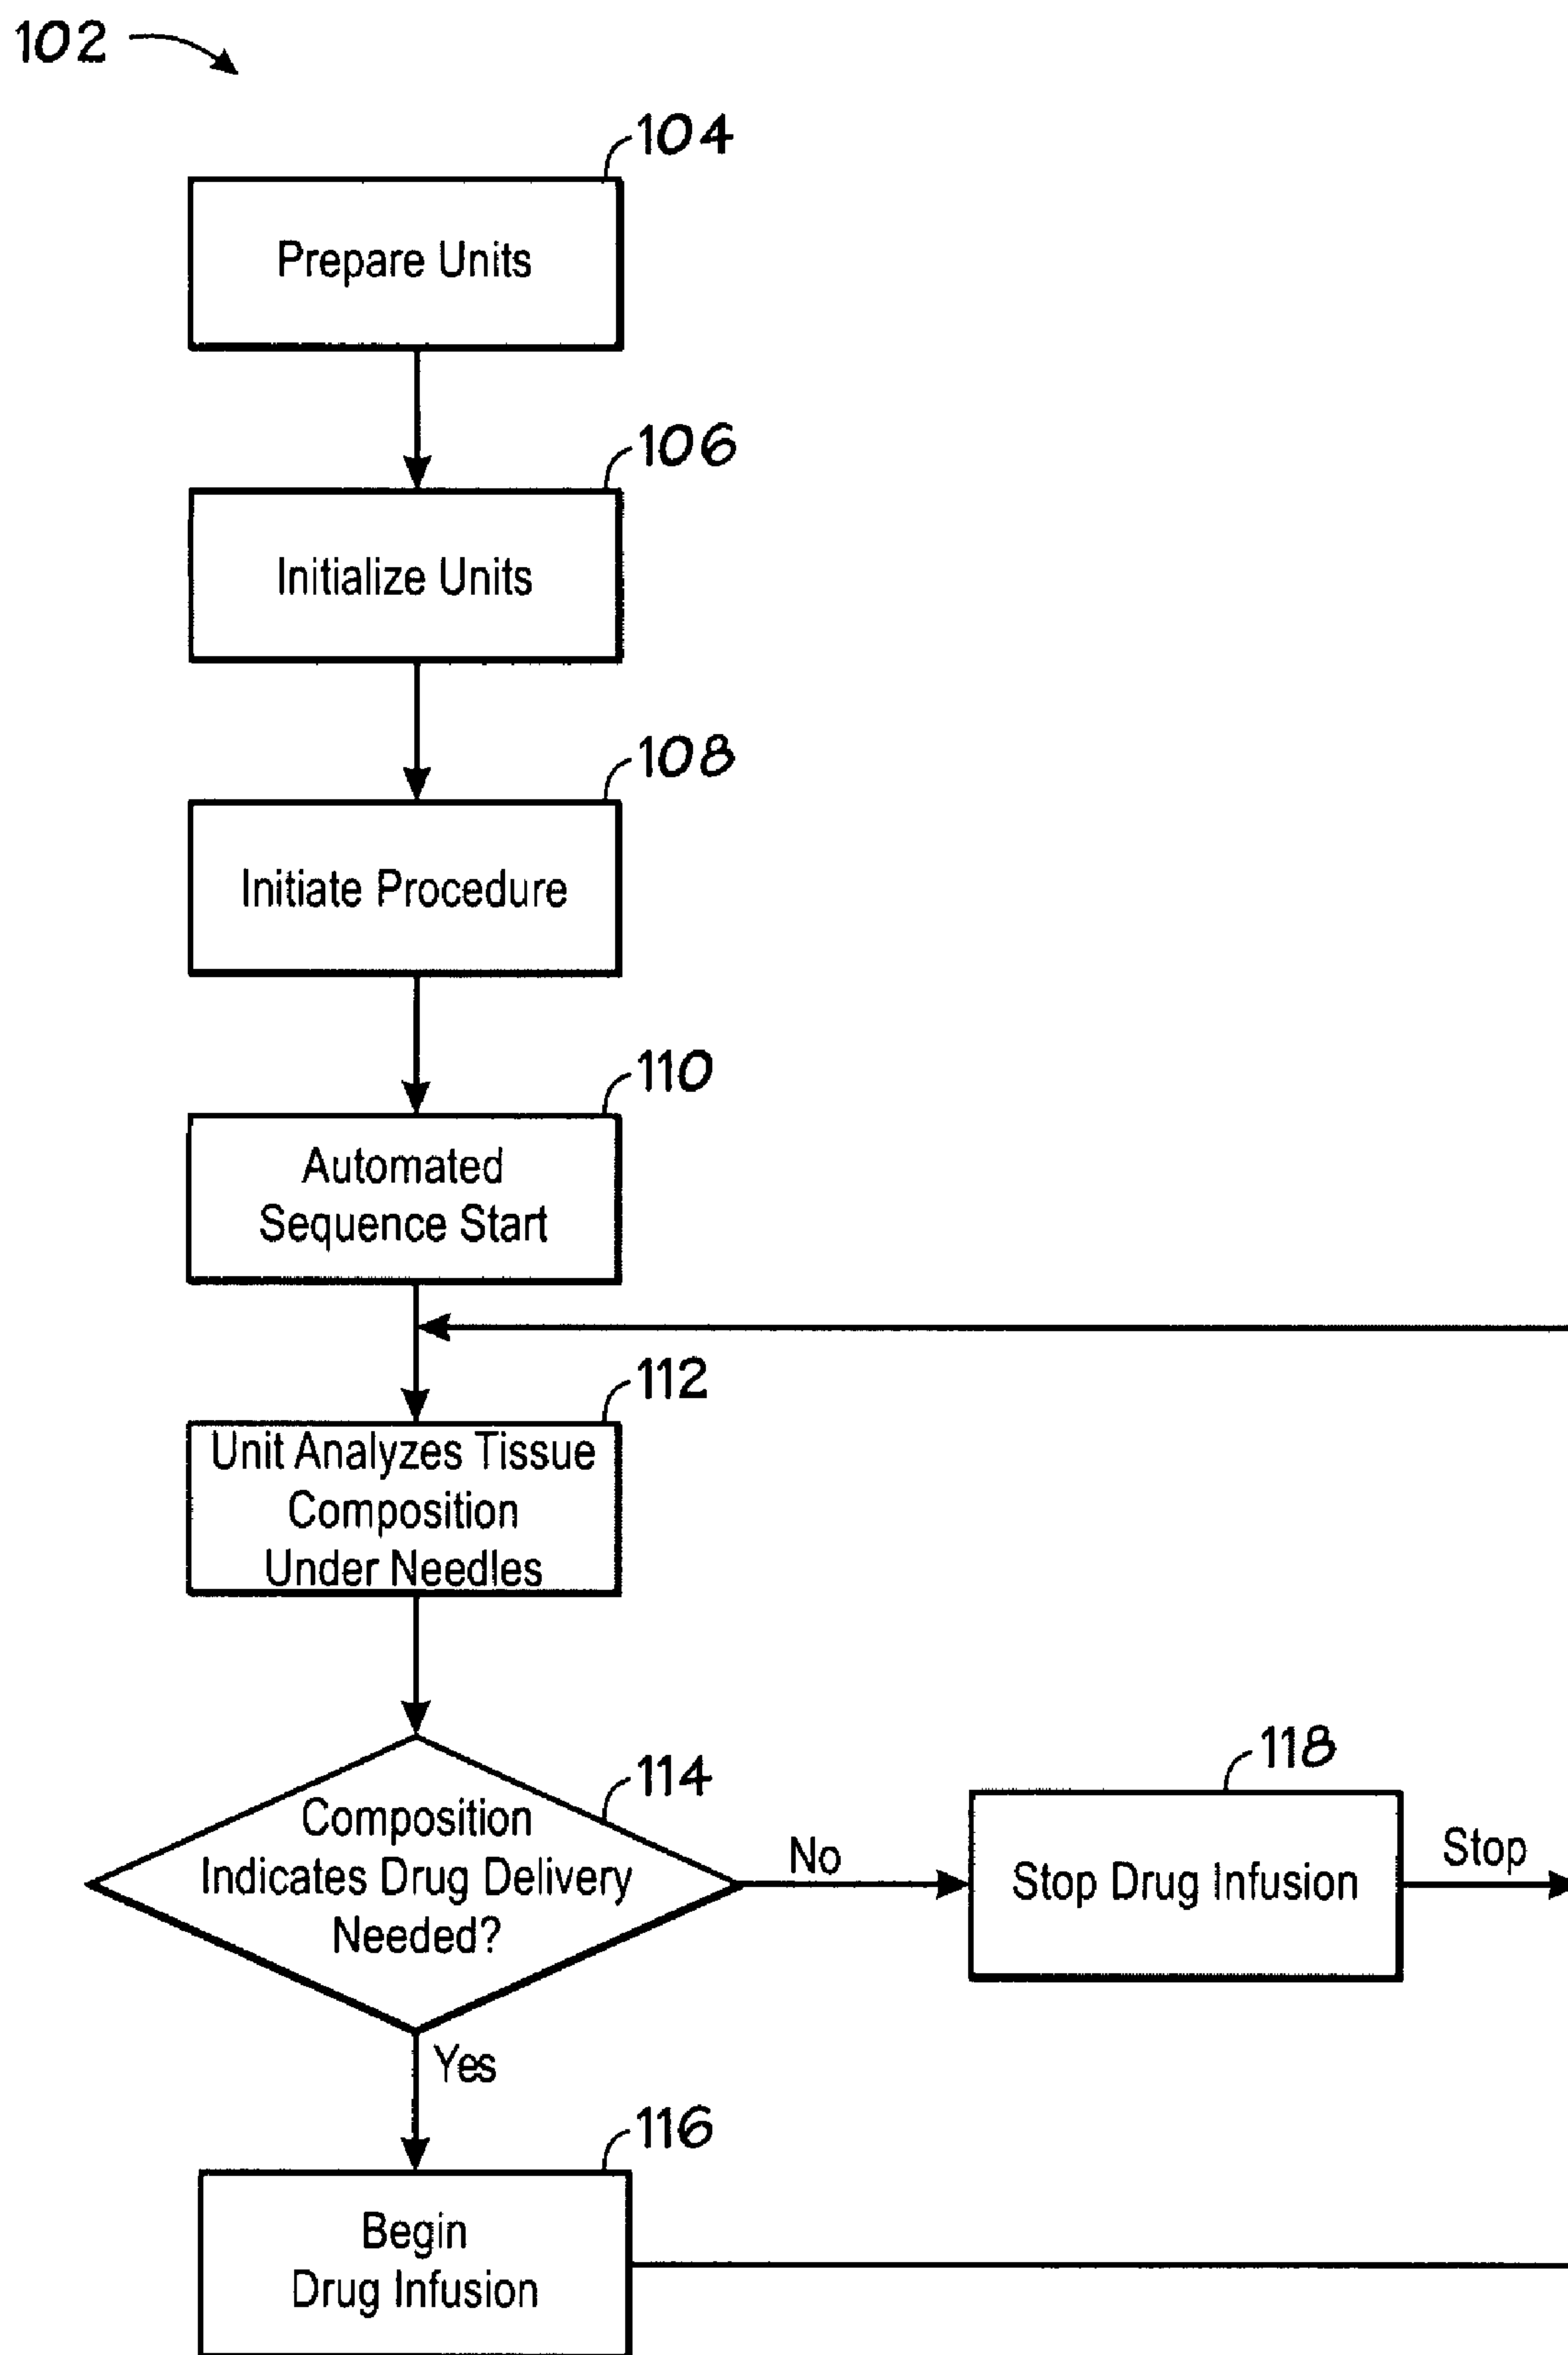 102
104
Prepare Units
106
Initialize Units
108
Initiate Procedure
110
Automated
Sequence Start
112
Unit Analyzes Tissue
Composition
Under Needles
114
Composition
Indicates Drug Delivery
Needed?
No
118
Stop Drug Infusion
Stop
Yes
116
Begin
Drug Infusion